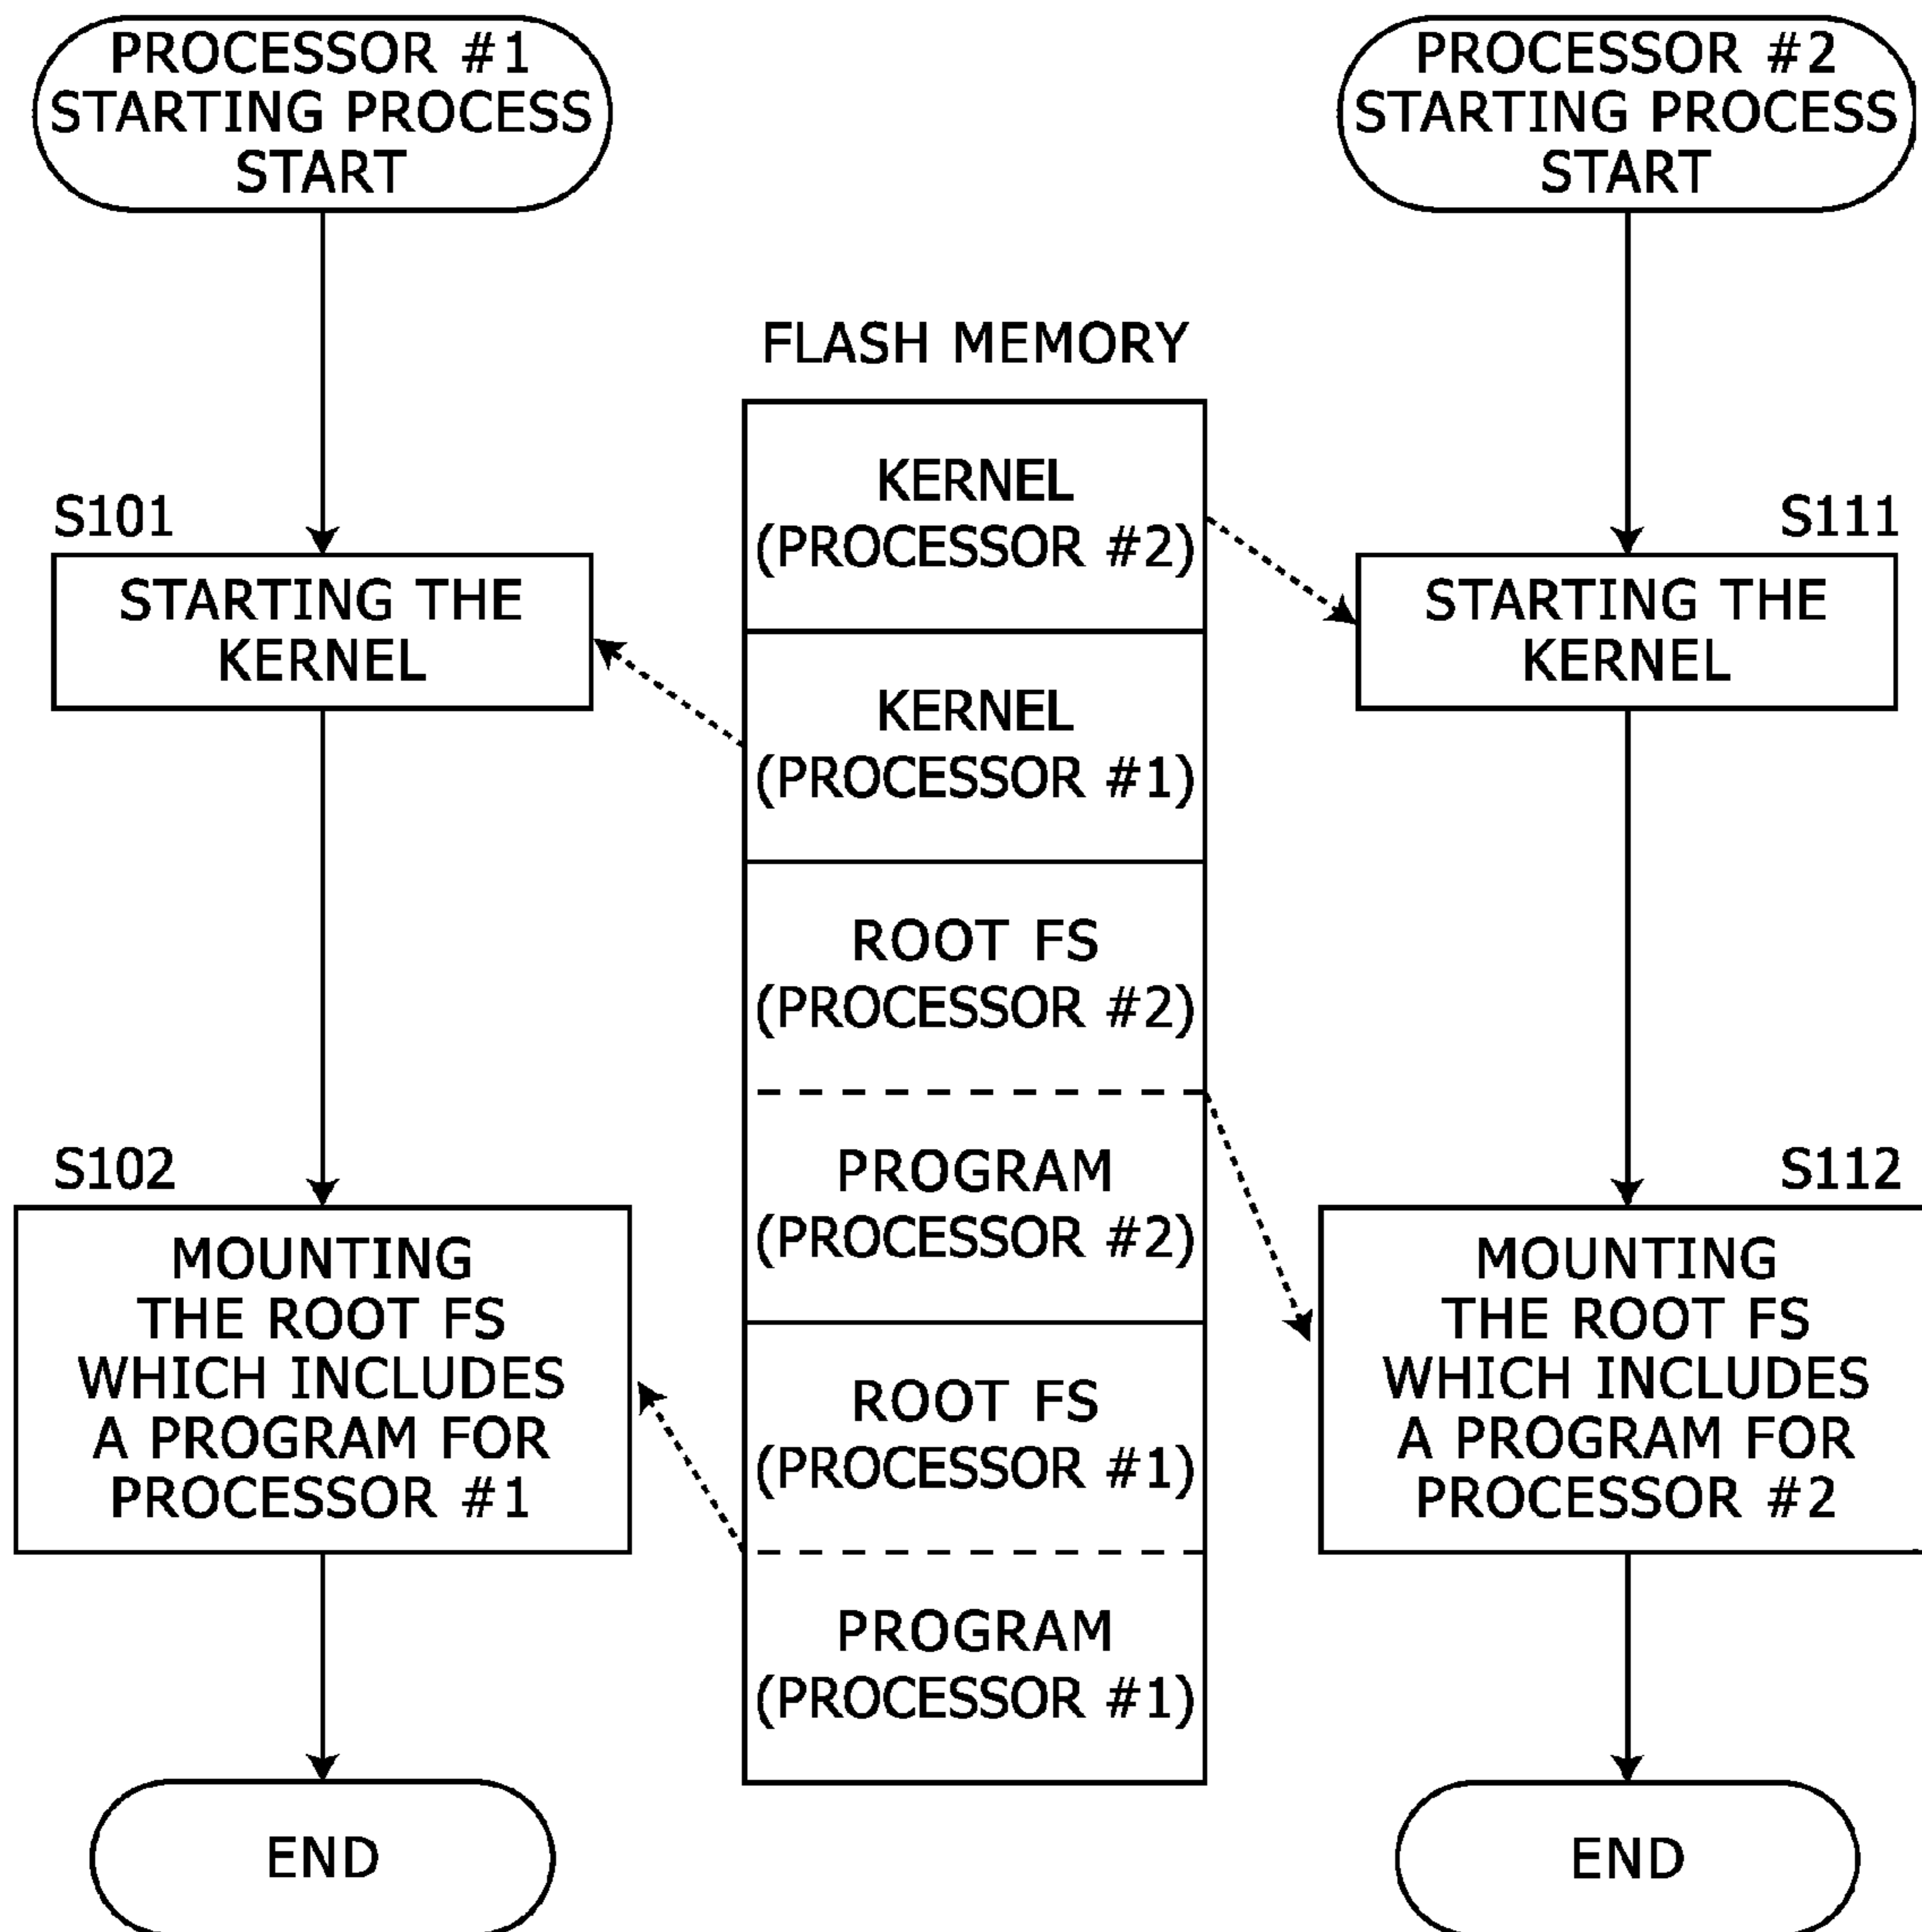 PROCESSOR #1
STARTING PROCESS
START
S101
STARTING THE
KERNEL
S102
MOUNTING
THE ROOT FS
WHICH INCLUDES
A PROGRAM FOR
PROCESSOR #1
END
FLASH MEMORY
KERNEL
(PROCESSOR #2)
KERNEL
(PROCESSOR #1)
ROOT FS
(PROCESSOR #2)
PROGRAM
(PROCESSOR #2)
ROOT FS
(PROCESSOR #1)
PROGRAM
(PROCESSOR #1)
PROCESSOR #2
STARTING PROCESS
START
S111
STARTING THE
KERNEL
S112
MOUNTING
THE ROOT FS
WHICH INCLUDES
A PROGRAM FOR
PROCESSOR #2
END